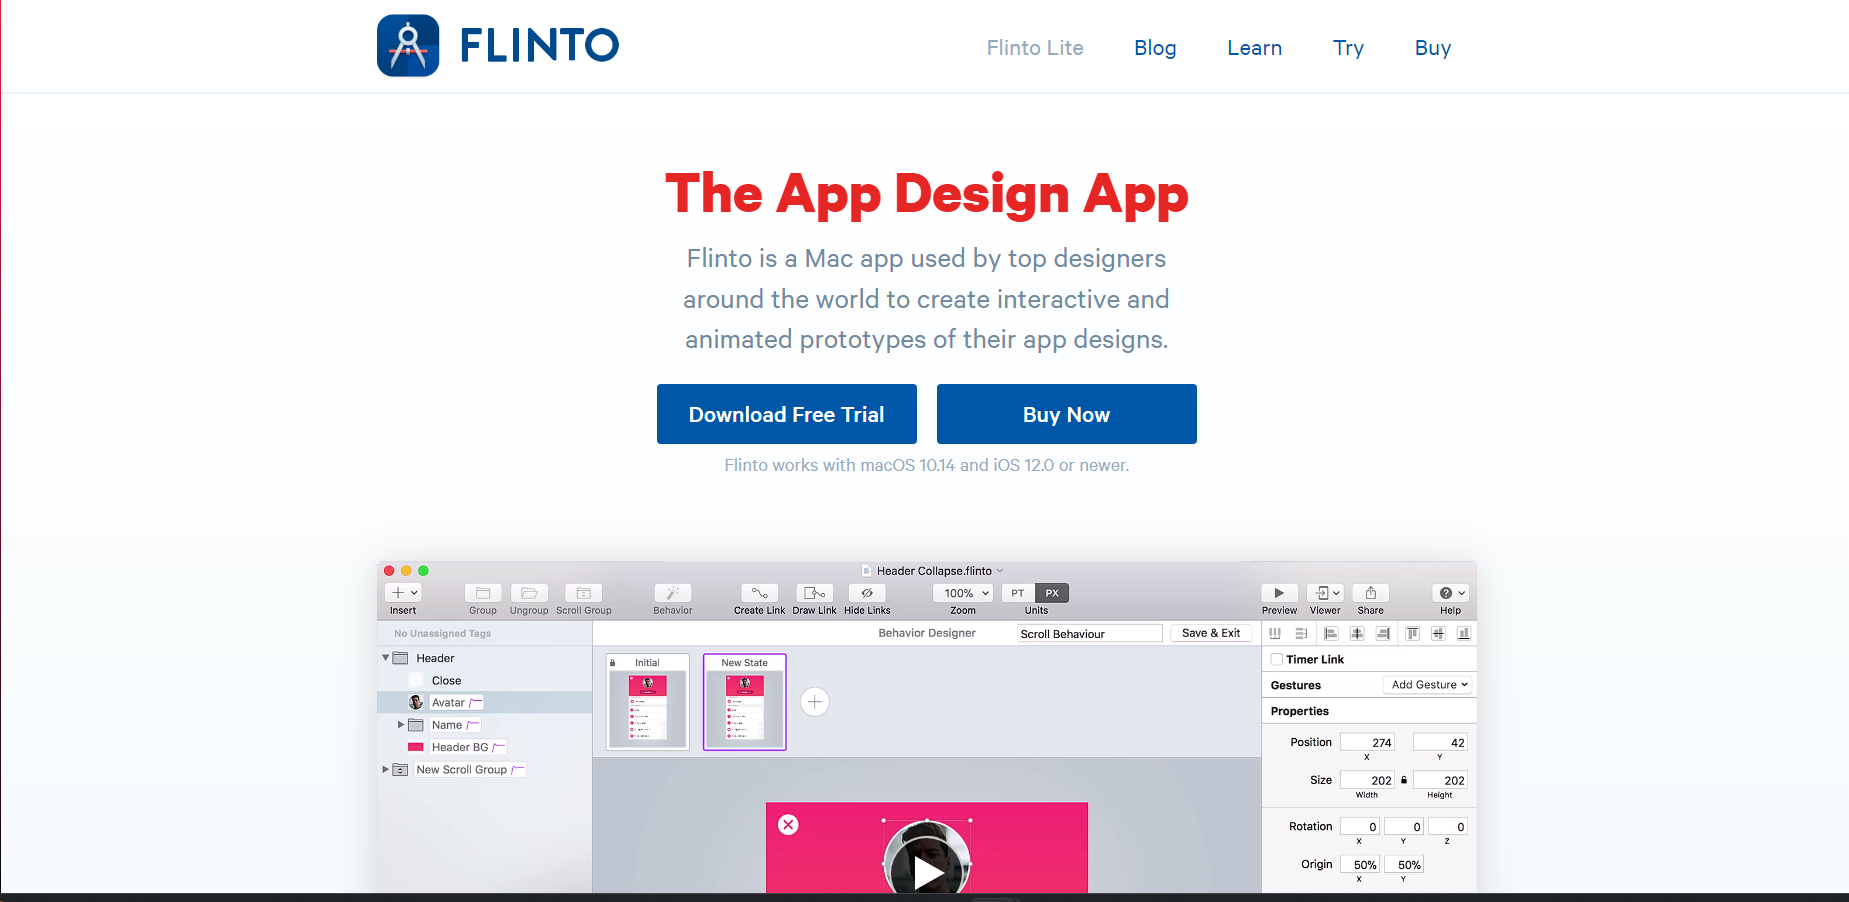 FLINTO
Flinto Lite Blog Learn Try Buy
The App Design App
Flinto is a Mac app used by top designers
around the world to create interactive and
animated prototypes of their app designs.
Download Free Trial Buy Now
Flinto works with macOS 10.14 and iOS 12.0 or newer.
Header Collapse.flinto
100% PT PX
Insert Group Ungroup Scroll Group Behavior Create Link Draw Link Hide Links Zoom Units Preview Viewer Share Help
No Unassigned Tags Behavior Designer Scroll Behaviour Save & Exit
Header
Close
Avatar
Name
Header BG
New Scroll Group
Initial New State
Timer Link
Gestures Add Gesture
Properties
Position 274 42
X Y
Size 202 202
Width Height
Rotation 0 0 0
X Y Z
Origin 50% 50%
X Y